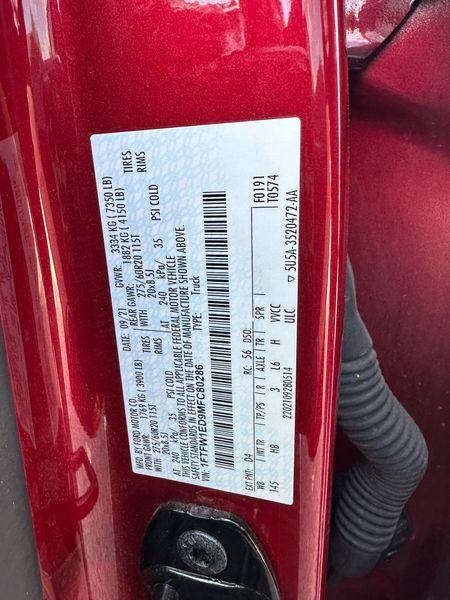 MFD. BY FORD MOTOR CO.
DATE: 09/21 GVWR: 3334 KG ( 7350 LB)
FRONT GAWR: 1769 KG ( 3900 LB) REAR GAWR: 1882 KG ( 4150 LB)
WITH 275/60R20 115T TIRES WITH 275/60R20 115T TIRES
20x8.5J RIMS 20x8.5J RIMS
AT 240 kPa/ 35 PSI COLD AT 240 kPa/ 35 PSI COLD
THIS VEHICLE CONFORMS TO ALL APPLICABLE FEDERAL MOTOR VEHICLE
SAFETY STANDARDS IN EFFECT ON THE DATE OF MANUFACTURE SHOWN ABOVE.
VIN: 1FTFW1ED9MFC80286 TYPE: Truck
F0191
T0574
EXT PNT: D4 RC: 56 DSO:
WB INT TR TP/PS R AXLE TR SPR
145 HB 3 L6 H VVCC
2202109280514 ULC
▽ 5U5A-3520472-AA